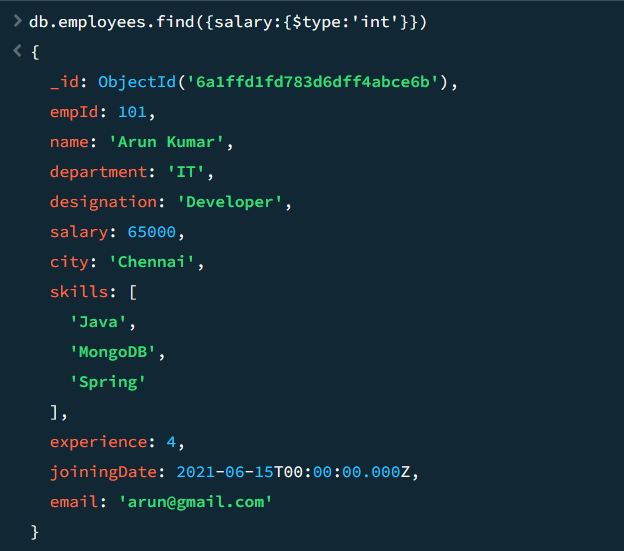 > db.employees.find({salary:{$type:'int'}})
< {
_id: ObjectId('6a1ffd1fd783d6dff4abce6b'),
empId: 101,
name: 'Arun Kumar',
department: 'IT',
designation: 'Developer',
salary: 65000,
city: 'Chennai',
skills: [
'Java',
'MongoDB',
'Spring'
],
experience: 4,
joiningDate: 2021-06-15T00:00:00.000Z,
email: 'arun@gmail.com'
}